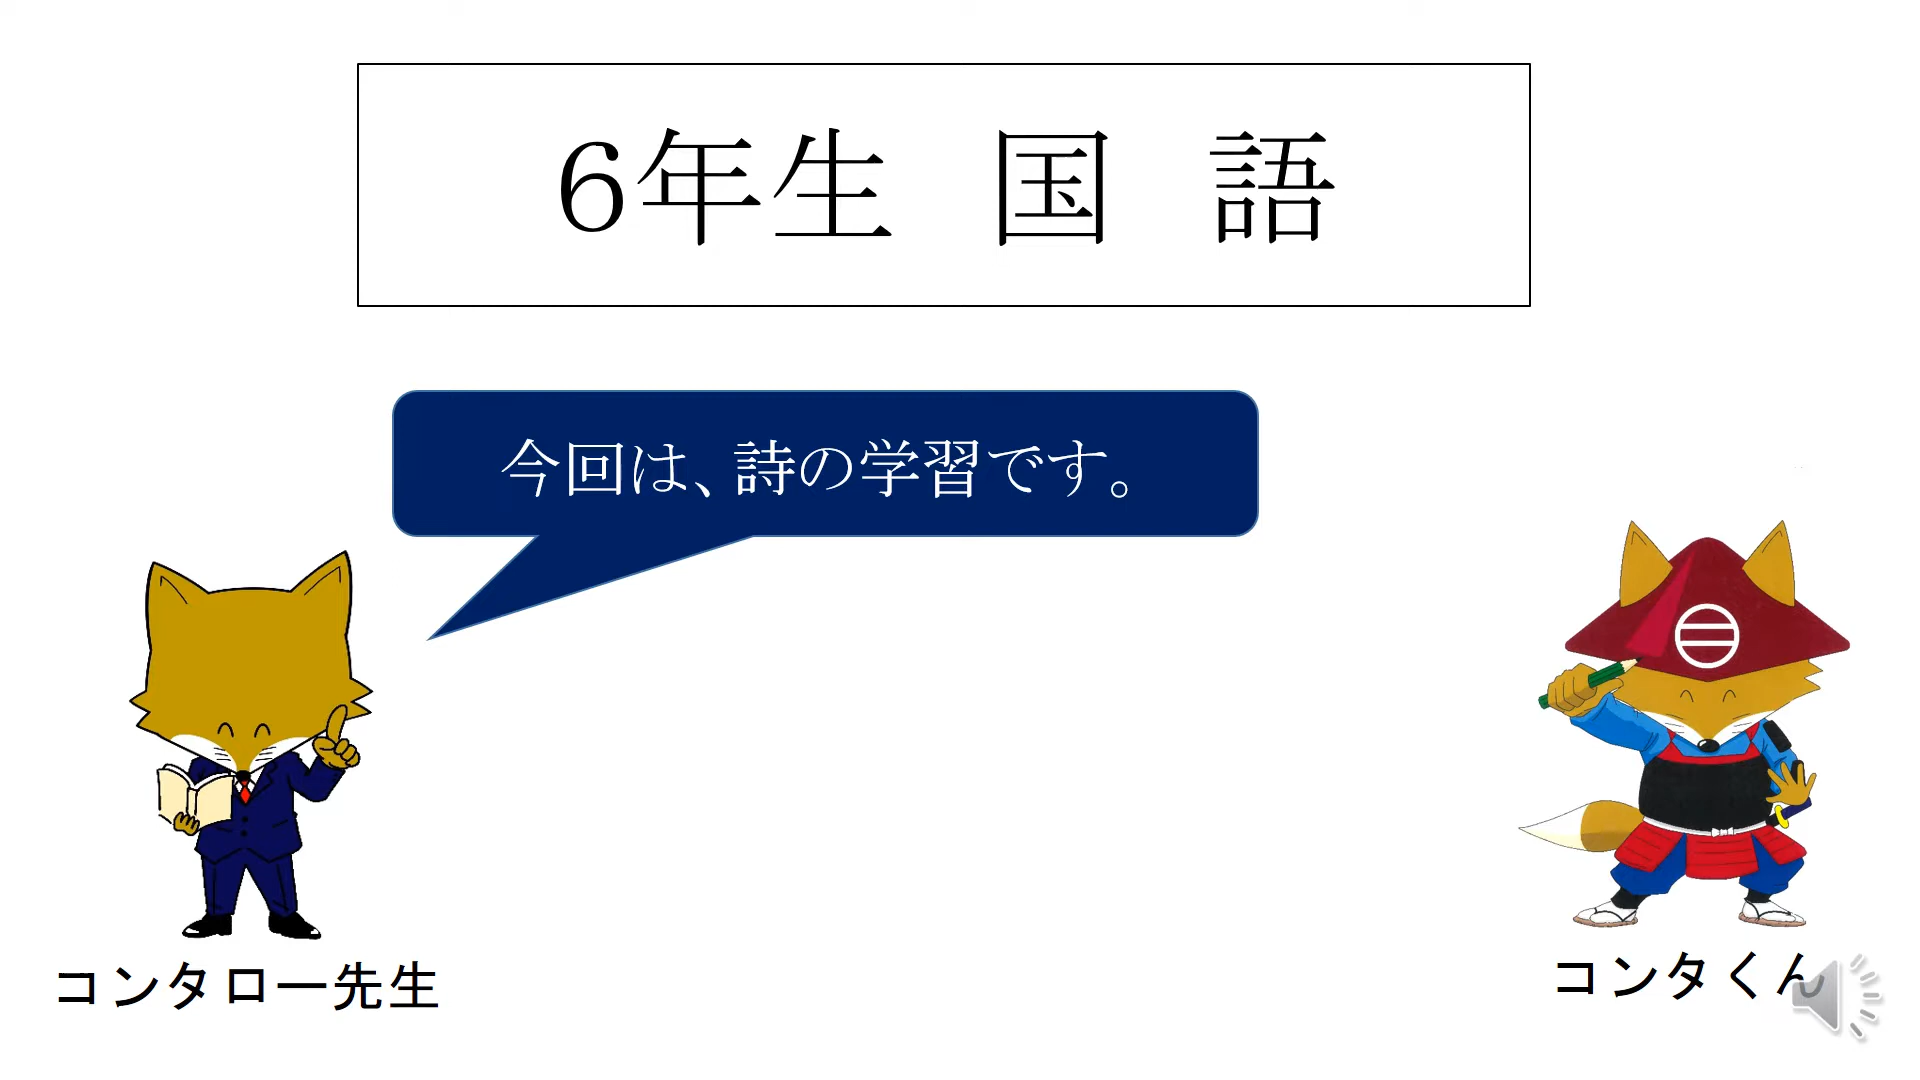 6年生　国　語
今回は、詩の学習です。
コンタロー先生
コンタくん